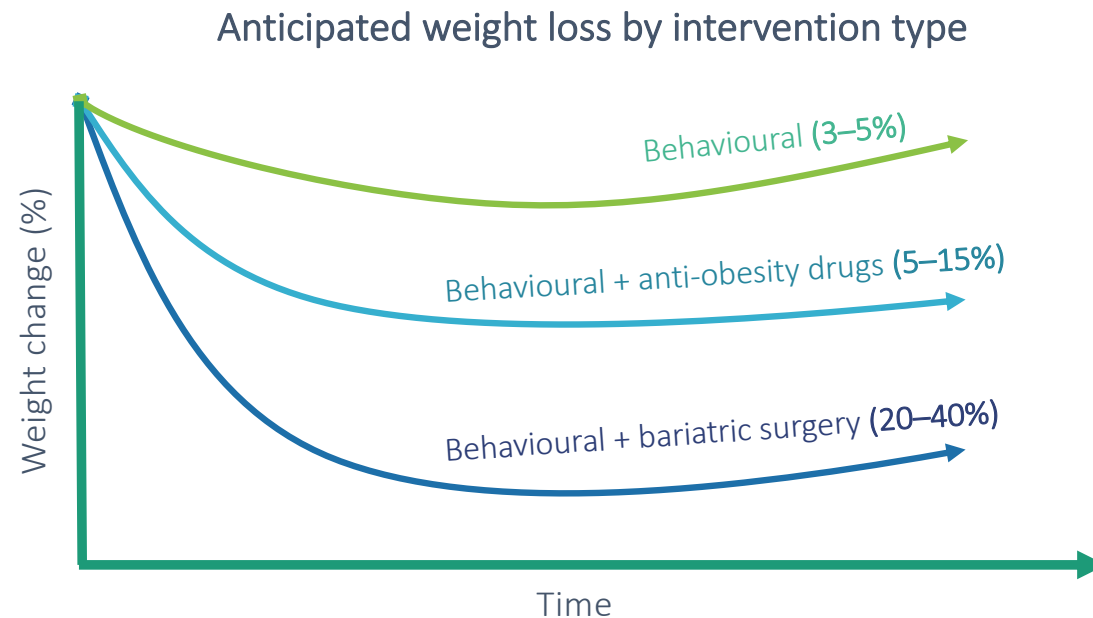 Anticipated weight loss by intervention type
Behavioural (3–5%)
Behavioural + anti-obesity drugs (5–15%)
Behavioural + bariatric surgery (20–40%)
Weight change (%)
Time